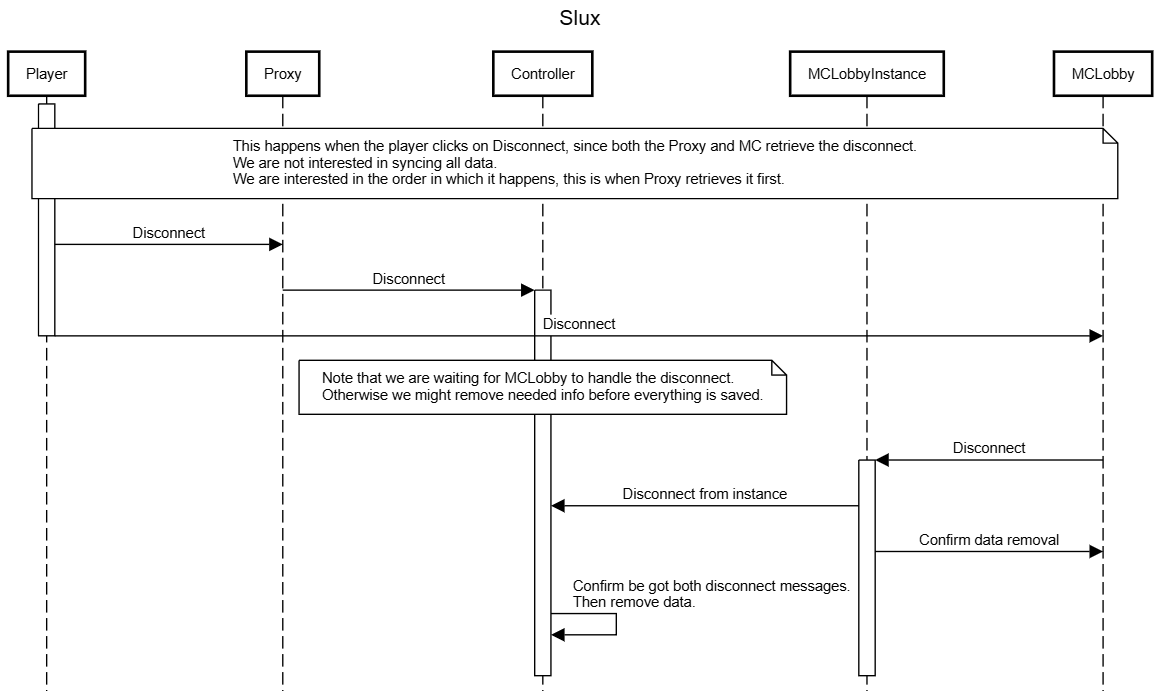 Slux
Player
Proxy
Controller
MCLobbyInstance
MCLobby
This happens when the player clicks on Disconnect, since both the Proxy and MC retrieve the disconnect.
We are not interested in syncing all data.
We are interested in the order in which it happens, this is when Proxy retrieves it first.
Disconnect
Disconnect
Disconnect
Note that we are waiting for MCLobby to handle the disconnect.
Otherwise we might remove needed info before everything is saved.
Disconnect
Disconnect from instance
Confirm data removal
Confirm be got both disconnect messages.
Then remove data.